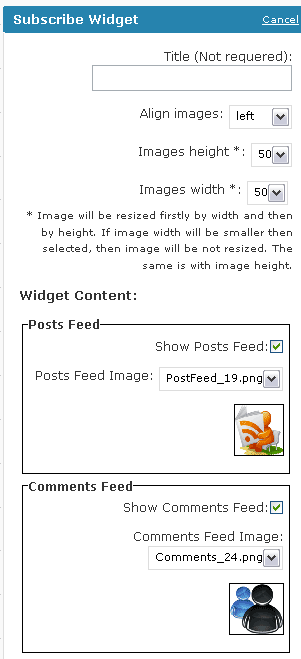 Subscribe Widget Cancel
Title (Not requered):
Align images: left
Images height *: 50
Images width *: 50
* Image will be resized firstly by width and then
by height. If image width will be smaller then
selected, then image will be not resized. The
same is with image height.
Widget Content:
Posts Feed
Show Posts Feed:
Posts Feed Image: PostFeed_19.png
Comments Feed
Show Comments Feed:
Comments Feed Image:
Comments_24.png